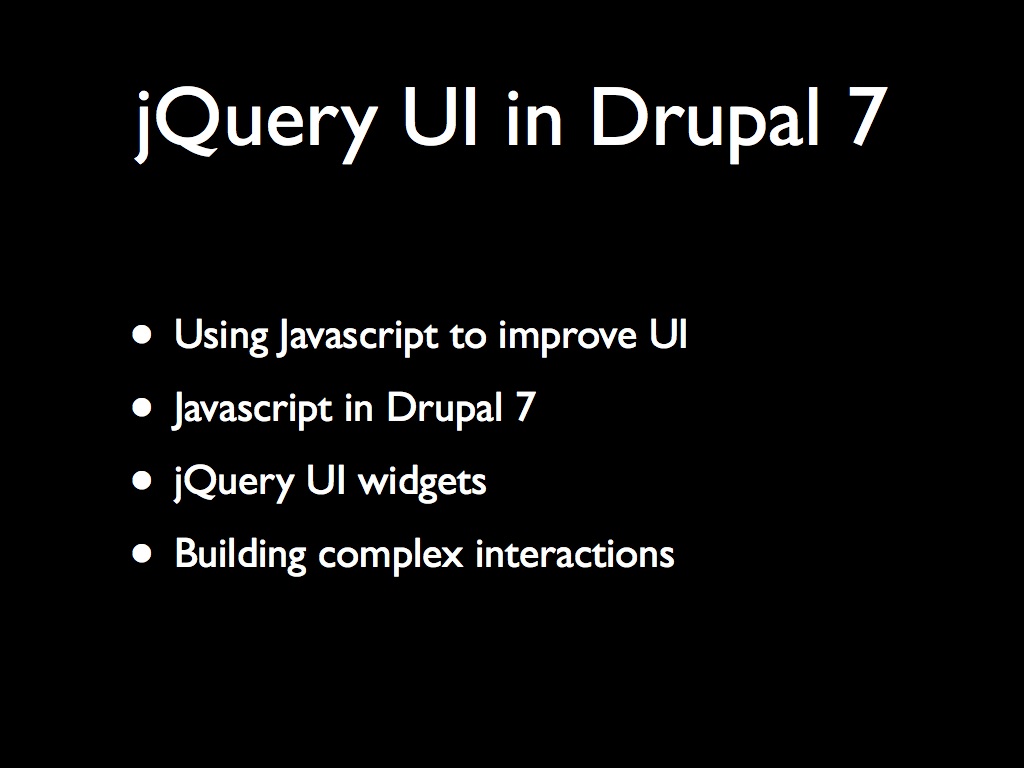 jQuery UI in Drupal 7
• Using Javascript to improve UI
• Javascript in Drupal 7
• jQuery UI widgets
• Building complex interactions